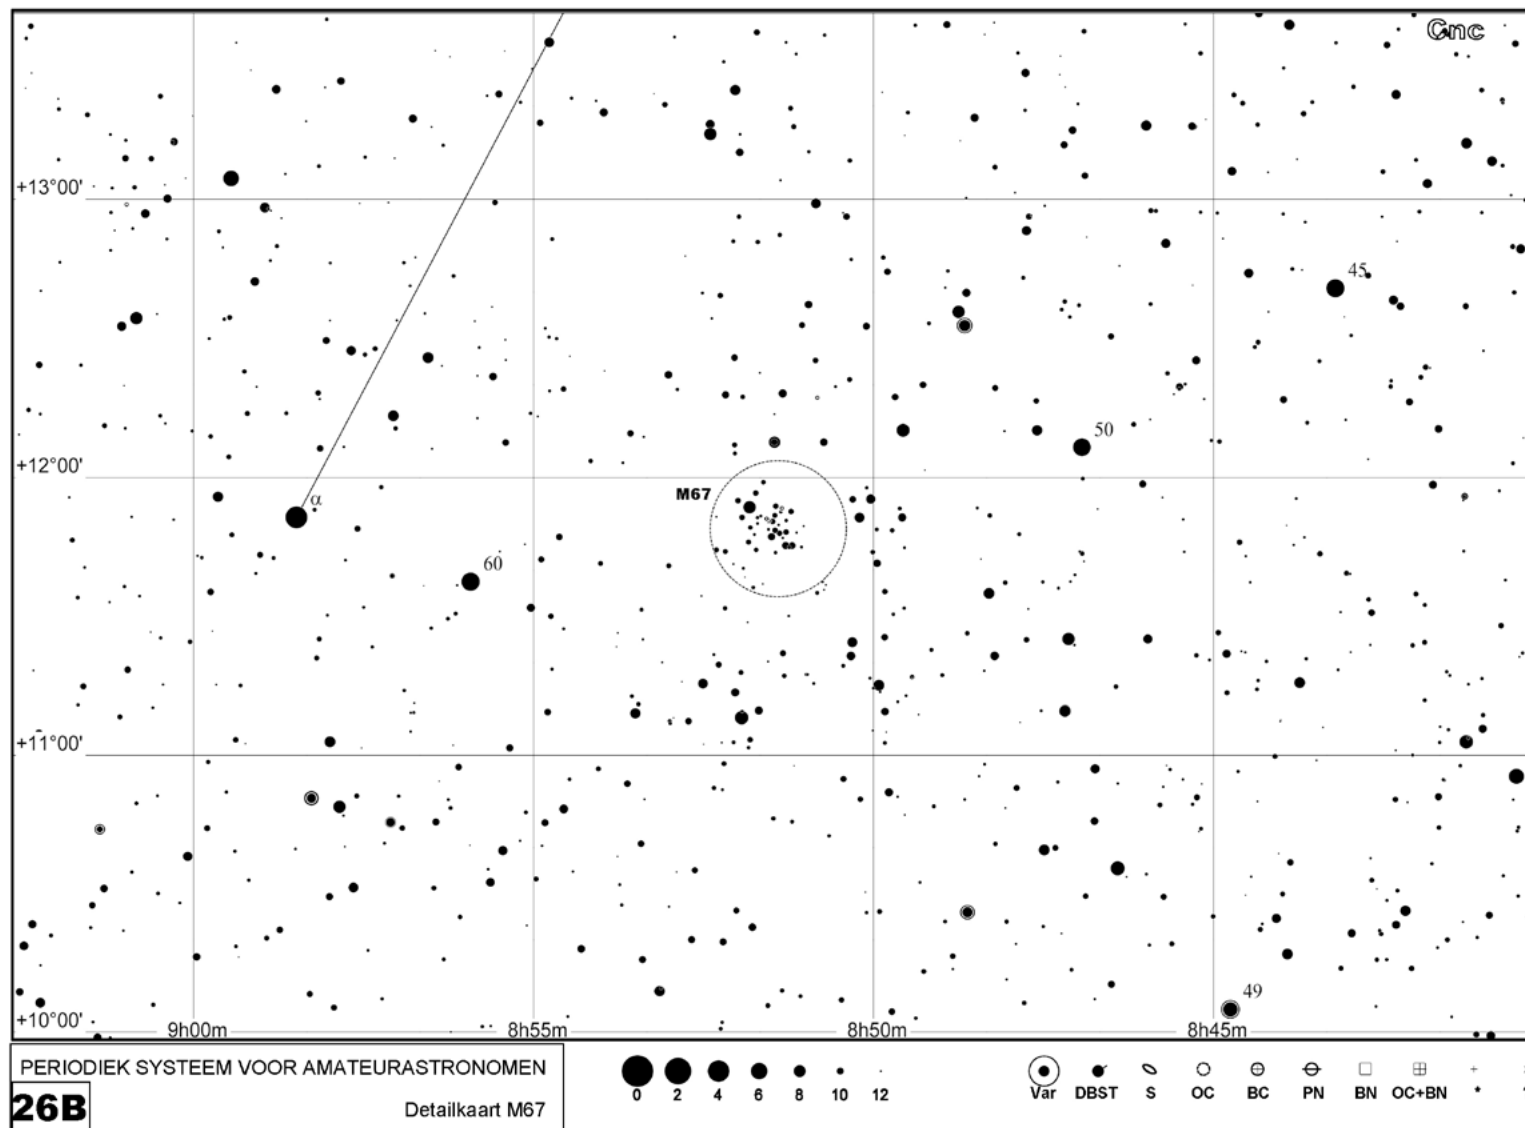 Cnc
+13°00'
45
50
+12°00'
M67
α
60
+11°00'
49
+10°00'
9h00m 8h55m 8h50m 8h45m
PERIODIEK SYSTEEM VOOR AMATEURASTRONOMEN
26B
Detailkaart M67
0 2 4 6 8 10 12
Var DBST S OC BC PN BN OC+BN *